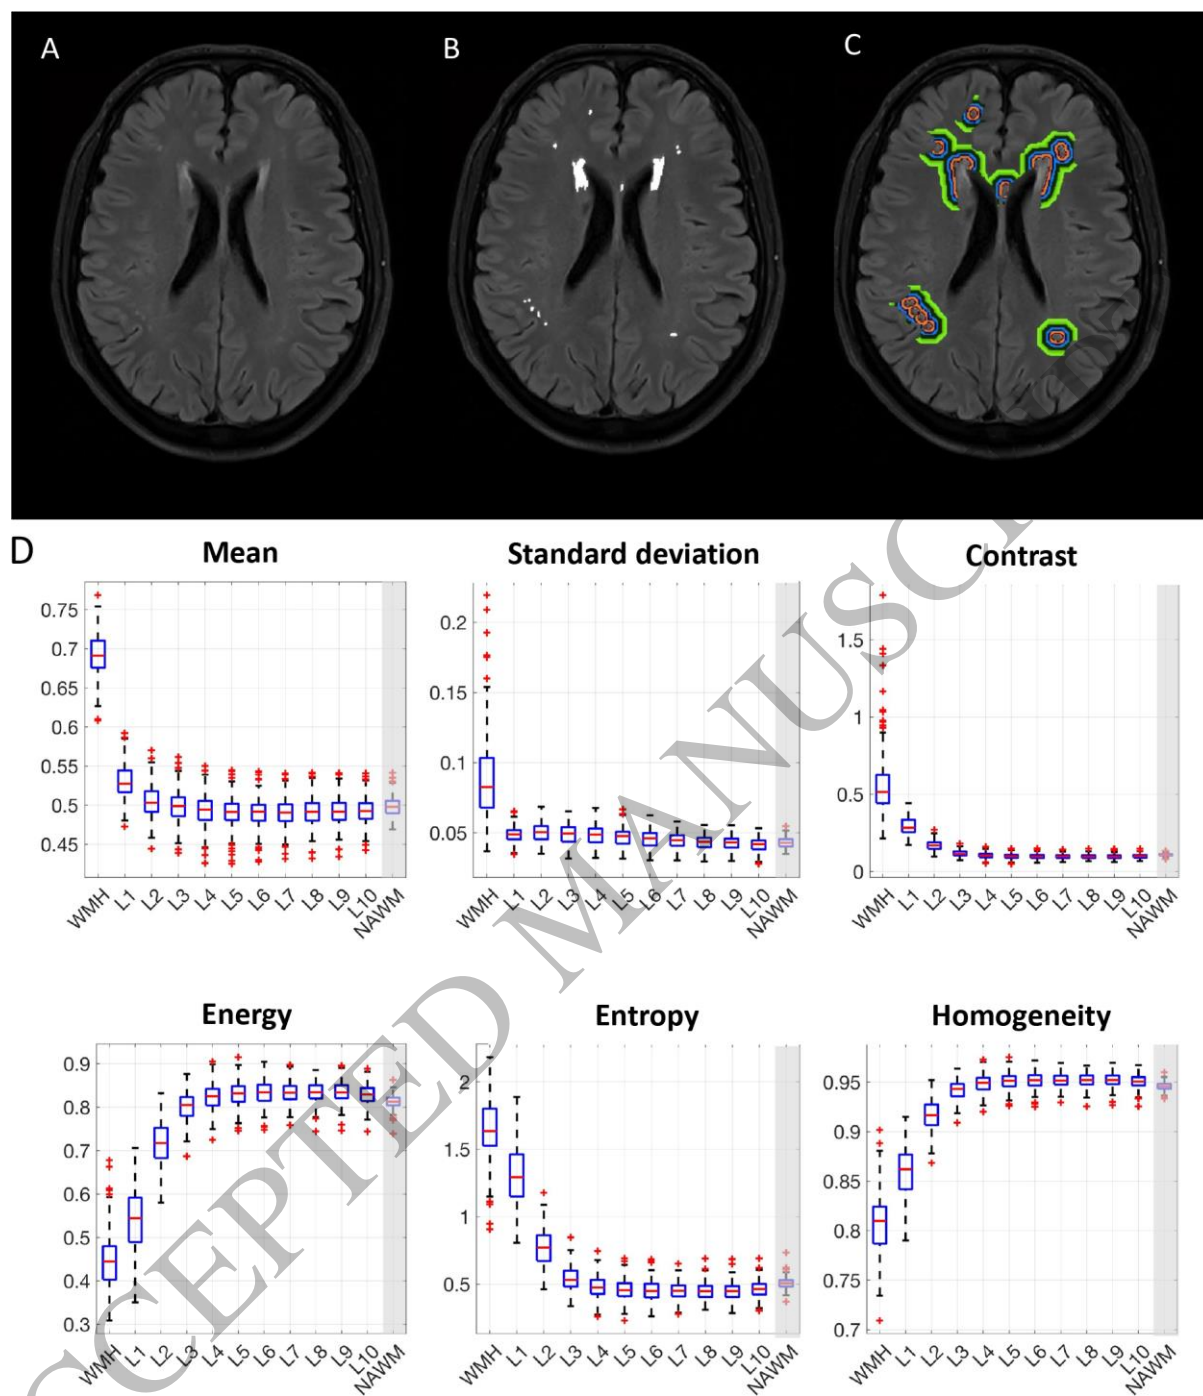 A B C
D
Mean Standard deviation Contrast
0.75 0.7 0.65 0.6 0.55 0.5 0.45
WMH L1 L2 L3 L4 L5 L6 L7 L8 L9 L10 NAWM
0.2 0.15 0.1 0.05
WMH L1 L2 L3 L4 L5 L6 L7 L8 L9 L10 NAWM
1.5 1 0.5 0
WMH L1 L2 L3 L4 L5 L6 L7 L8 L9 L10 NAWM
Energy Entropy Homogeneity
0.9 0.8 0.7 0.6 0.5 0.4 0.3
WMH L1 L2 L3 L4 L5 L6 L7 L8 L9 L10 NAWM
2 1.5 1 0.5
WMH L1 L2 L3 L4 L5 L6 L7 L8 L9 L10 NAWM
0.95 0.9 0.85 0.8 0.75 0.7
WMH L1 L2 L3 L4 L5 L6 L7 L8 L9 L10 NAWM
CCEPTED MANUSCRIPT